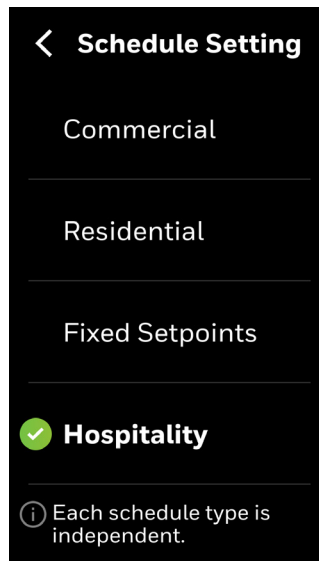 Schedule Setting
Commercial
Residential
Fixed Setpoints
Hospitality
Each schedule type is
independent.